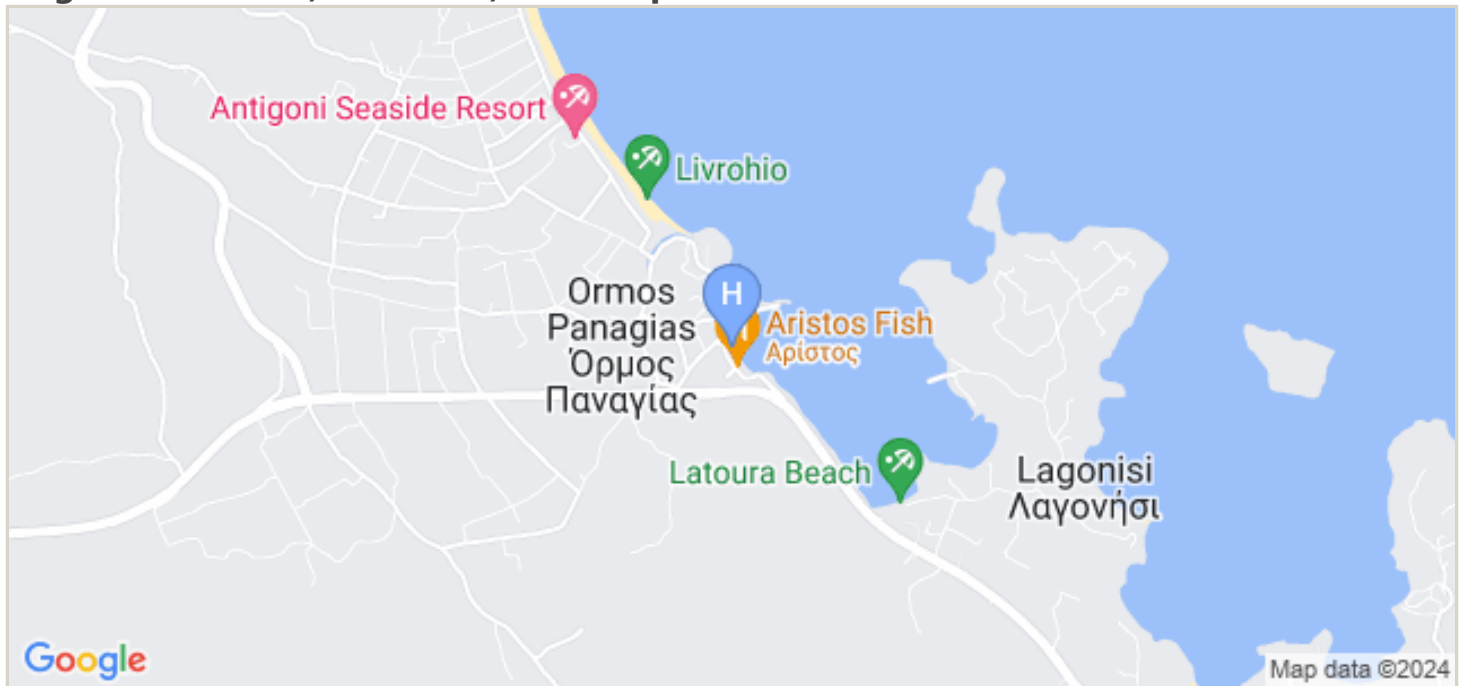 Antigoni Seaside Resort
Livrohio
H
Ormos
Panagias
Όρμος
Παναγίας
Aristos Fish
Αρίστος
Latoura Beach
Lagonisi
Λαγονήσι
Google
Map data ©2024